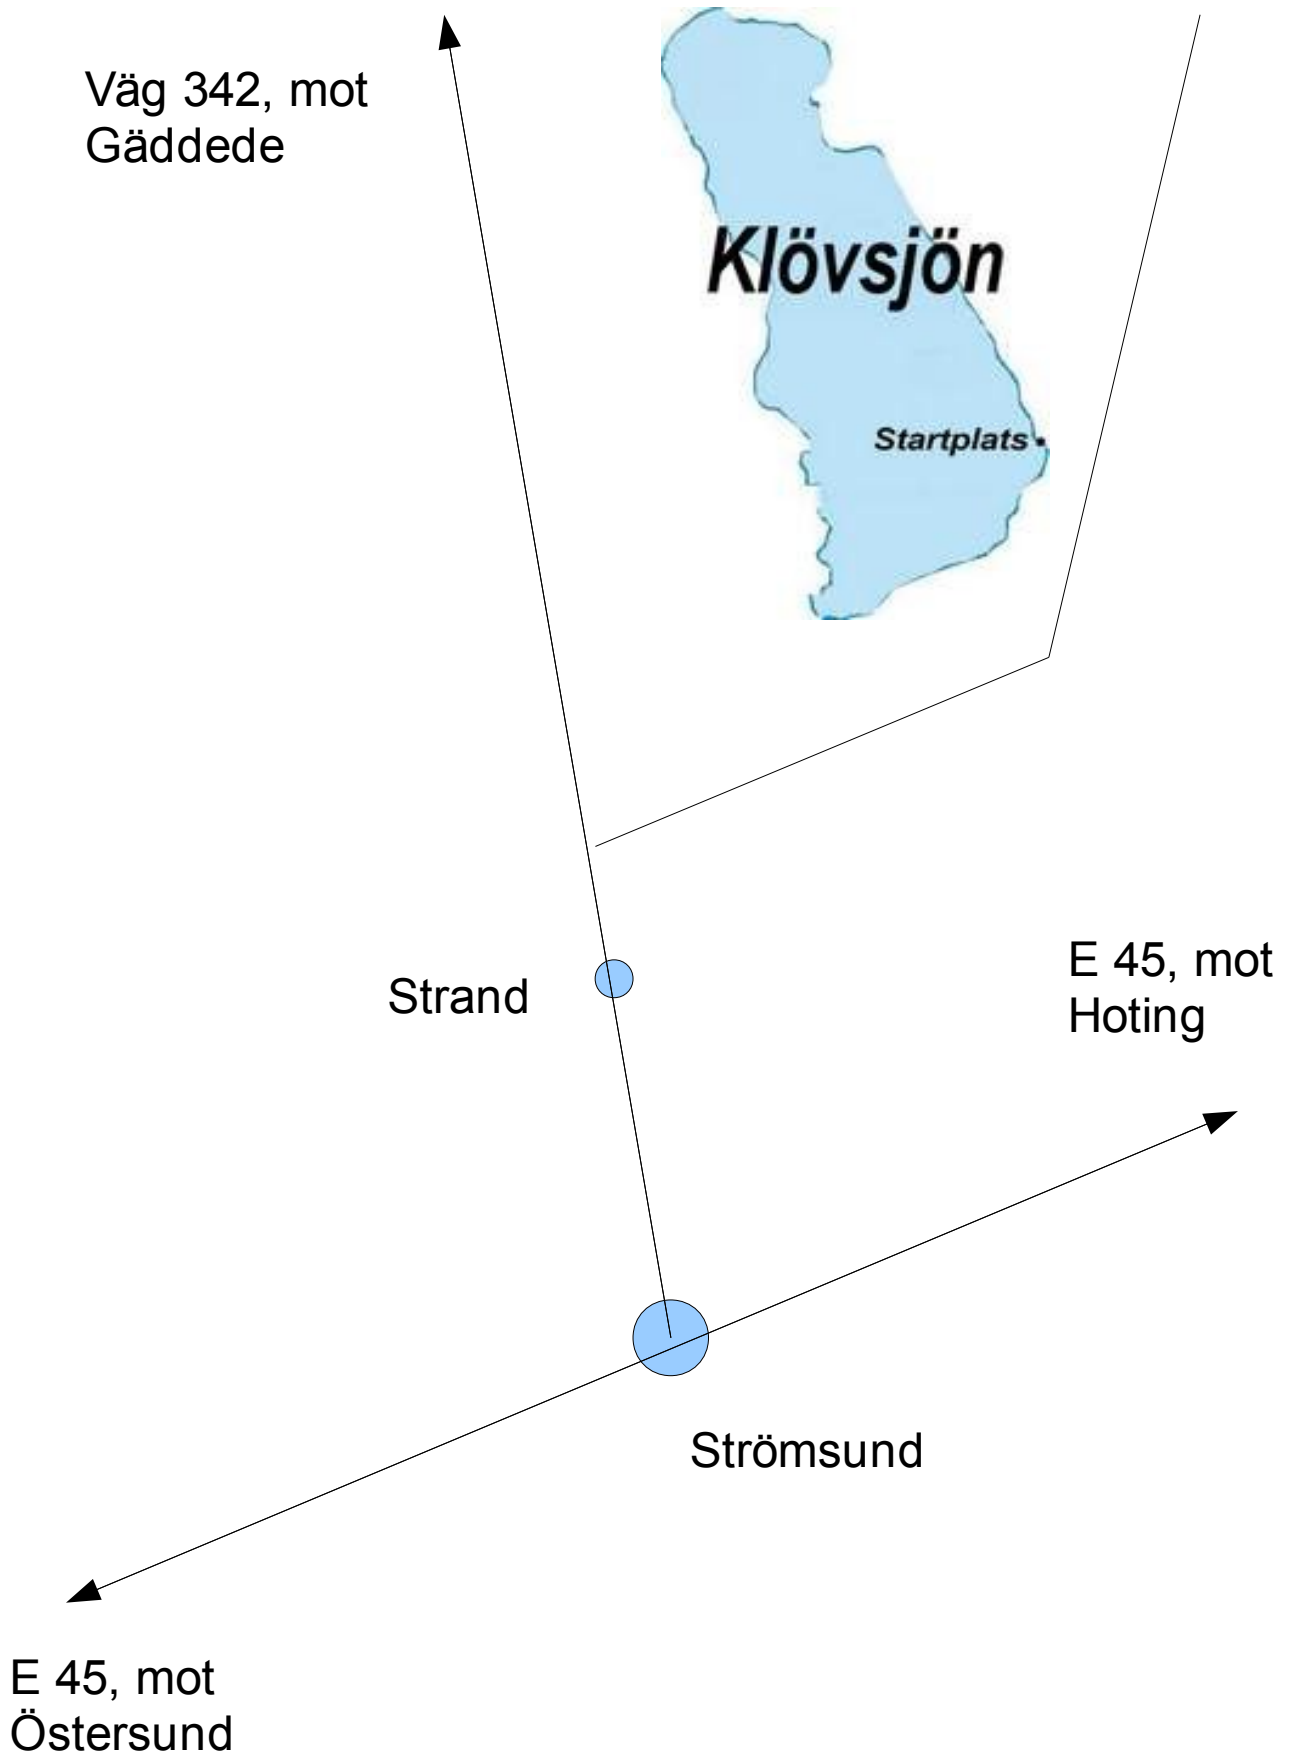 Väg 342, mot
Gäddede
Klövsjön
Startplats
Strand
E 45, mot
Hoting
Strömsund
E 45, mot
Östersund